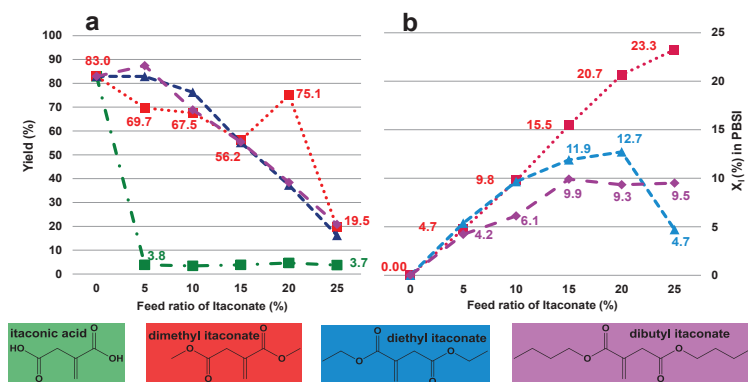 a
b
100
90
80
70
60
50
40
30
20
10
0
Yield (%)
83.0
69.7
67.5
56.2
75.1
19.5
3.8
3.7
0 5 10 15 20 25
Feed ratio of Itaconate (%)
25
20
15
10
5
0
X_I(%) in PBSI
0.00
4.7
9.8
15.5
20.7
23.3
11.9
12.7
4.7
4.2
6.1
9.9
9.3
9.5
0 5 10 15 20 25
Feed ratio of Itaconate (%)
itaconic acid
HO
O
O
OH
dimethyl itaconate
O
O
O
O
diethyl itaconate
O
O
O
O
dibutyl itaconate
O
O
O
O